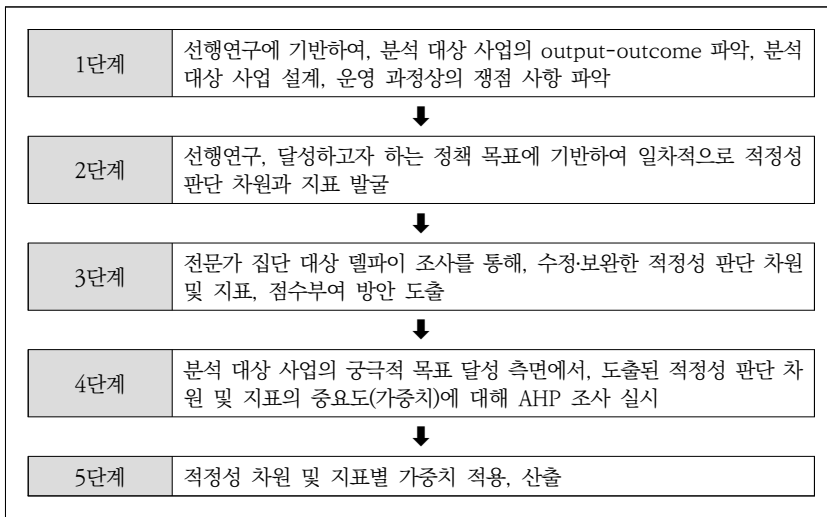 1단계
선행연구에 기반하여, 분석 대상 사업의 output-outcome 파악, 분석
대상 사업 설계, 운영 과정상의 쟁점 사항 파악
2단계
선행연구, 달성하고자 하는 정책 목표에 기반하여 일차적으로 적정성
판단 차원과 지표 발굴
3단계
전문가 집단 대상 델파이 조사를 통해, 수정·보완한 적정성 판단 차원
및 지표, 점수부여 방안 도출
4단계
분석 대상 사업의 궁극적 목표 달성 측면에서, 도출된 적정성 판단 차
원 및 지표의 중요도(가중치)에 대해 AHP 조사 실시
5단계
적정성 차원 및 지표별 가중치 적용, 산출